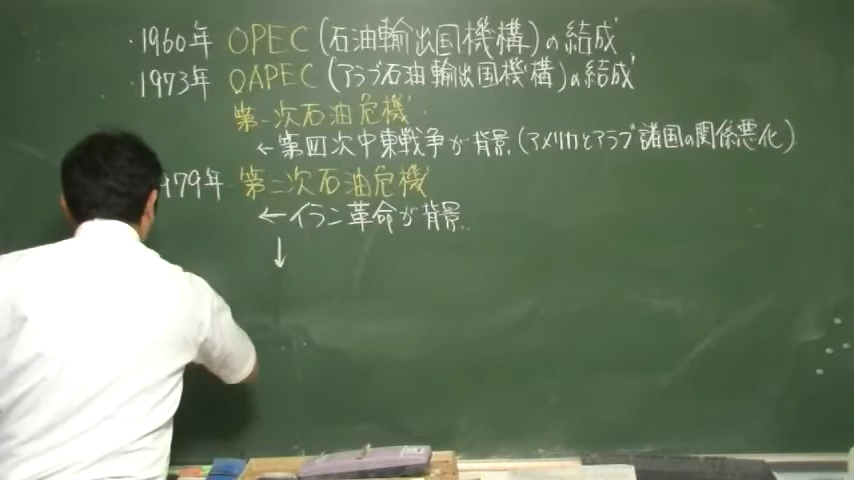 ・1960年 OPEC(石油輸出国機構)の結成
・1973年 OAPEC(アラブ石油輸出国機構)の結成
第一次石油危機
←第四次中東戦争が背景。(アメリカとアラブ諸国の関係悪化)
979年 第二次石油危機
←イラン革命が背景。
↓